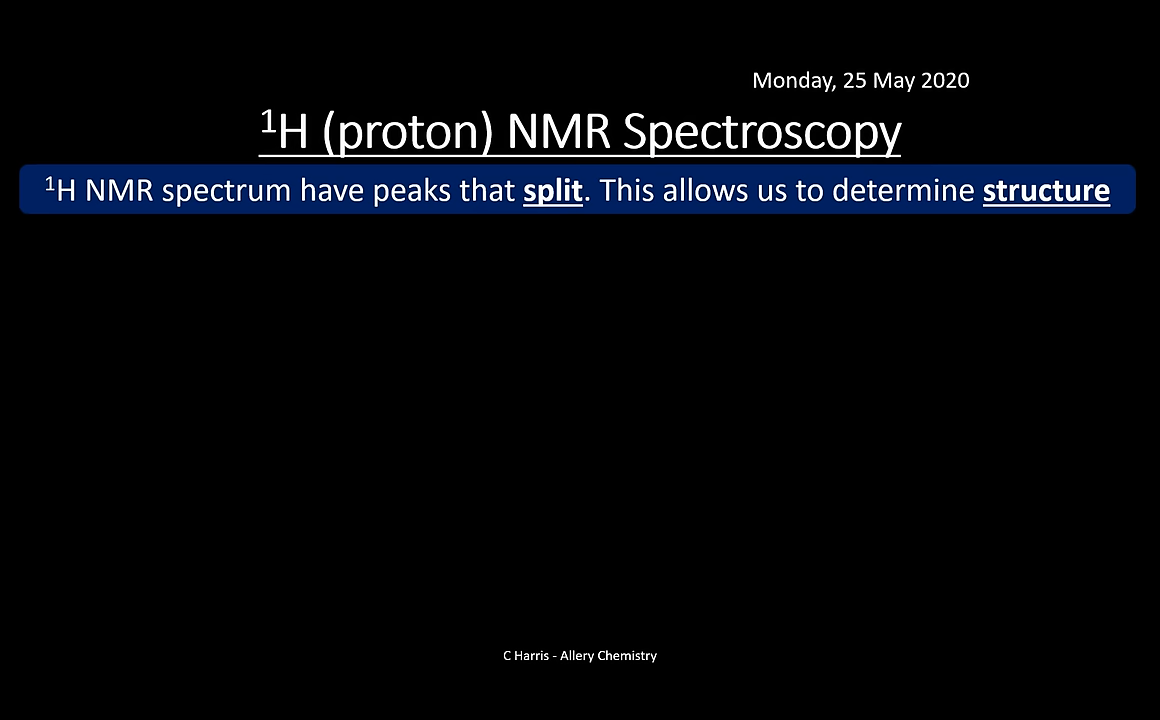 Monday, 25 May 2020
¹H (proton) NMR Spectroscopy
¹H NMR spectrum have peaks that split. This allows us to determine structure
C Harris - Allery Chemistry